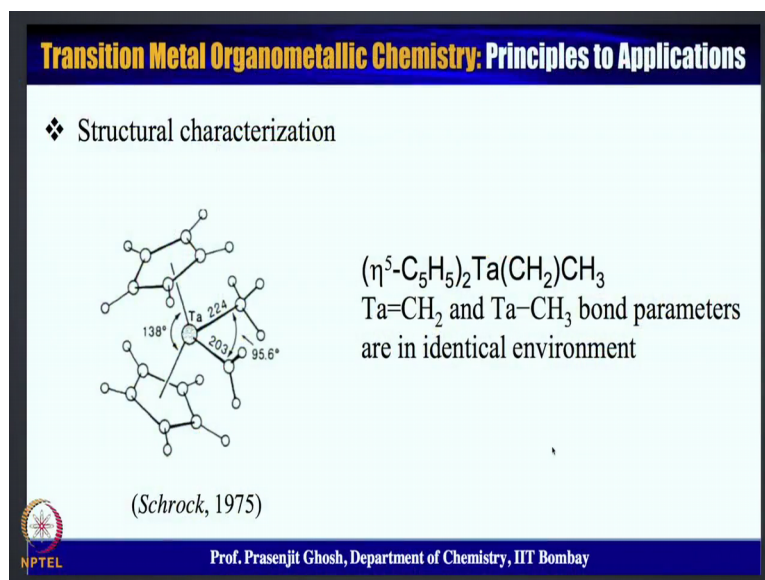 Transition Metal Organometallic Chemistry: Principles to Applications
❖ Structural characterization
Ta 224
138°
203
95.6°
(η⁵-C₅H₅)₂Ta(CH₂)CH₃
Ta=CH₂ and Ta−CH₃ bond parameters
are in identical environment
(Schrock, 1975)
NPTEL
Prof. Prasenjit Ghosh, Department of Chemistry, IIT Bombay